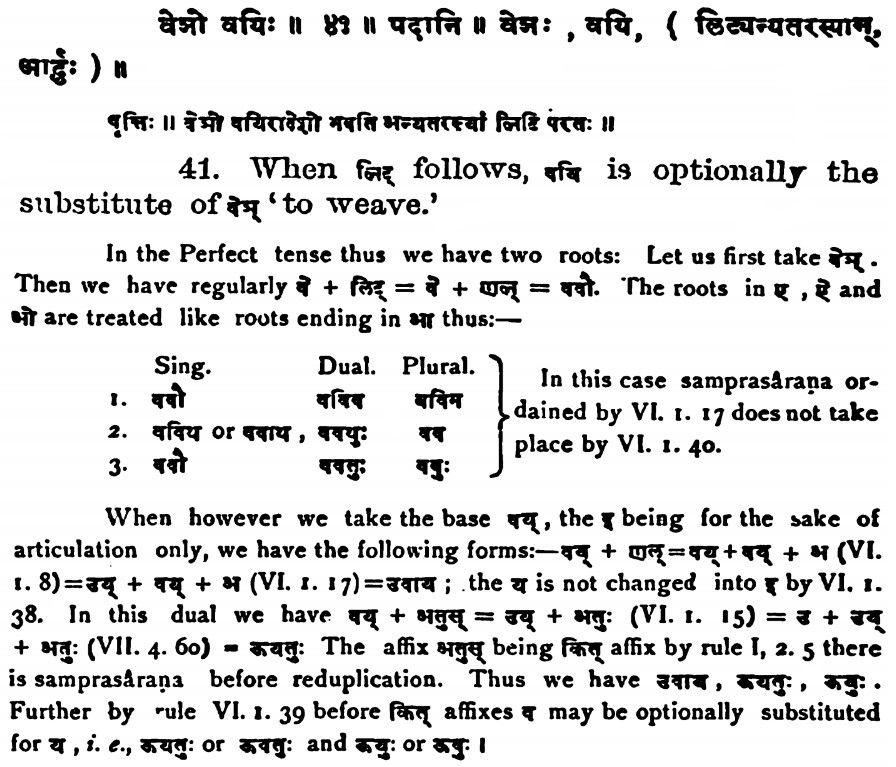 वेञो वयिः ॥ ४१ ॥ पदानि ॥ वेञः , वयि, ( लिट्यन्यतरस्याम्,
आर्द्धः ) ॥
वृत्तिः ॥ वेञो वयिरादेशो भवति अन्यतरस्यां लिटि परतः ॥
41. When लिट् follows, वयि is optionally the
substitute of वेञ् ‘to weave.’
In the Perfect tense thus we have two roots: Let us first take वेञ् .
Then we have regularly वे + लिट् = वे + णल् = ववौ. The roots in ए , ऐ and
ओ are treated like roots ending in आ thus:—
Sing. Dual. Plural.
1. ववौ वविव वविम
2. वविथ or ववाथ , ववथुः वव
3. ववौ ववतुः ववुः
In this case samprasâraṇa or-
dained by VI. 1. 17 does not take
place by VI. 1. 40.
When however we take the base वय् , the इ being for the sake of
articulation only, we have the following forms:—वय् + णल्=वय्+वय् + अ (VI.
1. 8)=उय् + वय् + अ (VI. 1. 17)=उवाय ; the य is not changed into इ by VI. 1.
38. In this dual we have वय् + अतुस् = उय् + अतुः (VI. 1. 15) = उ + उय्
+ अतुः (VII. 4. 60) = ऊयतुः The affix अतुस् being कित् affix by rule I, 2. 5 there
is samprasâraṇa before reduplication. Thus we have उवाय , ऊयतुः , ऊयुः .
Further by rule VI. 1. 39 before कित् affixes व may be optionally substituted
for य , i. e., ऊयतुः or ऊवतुः and ऊयुः or ऊवुः ।